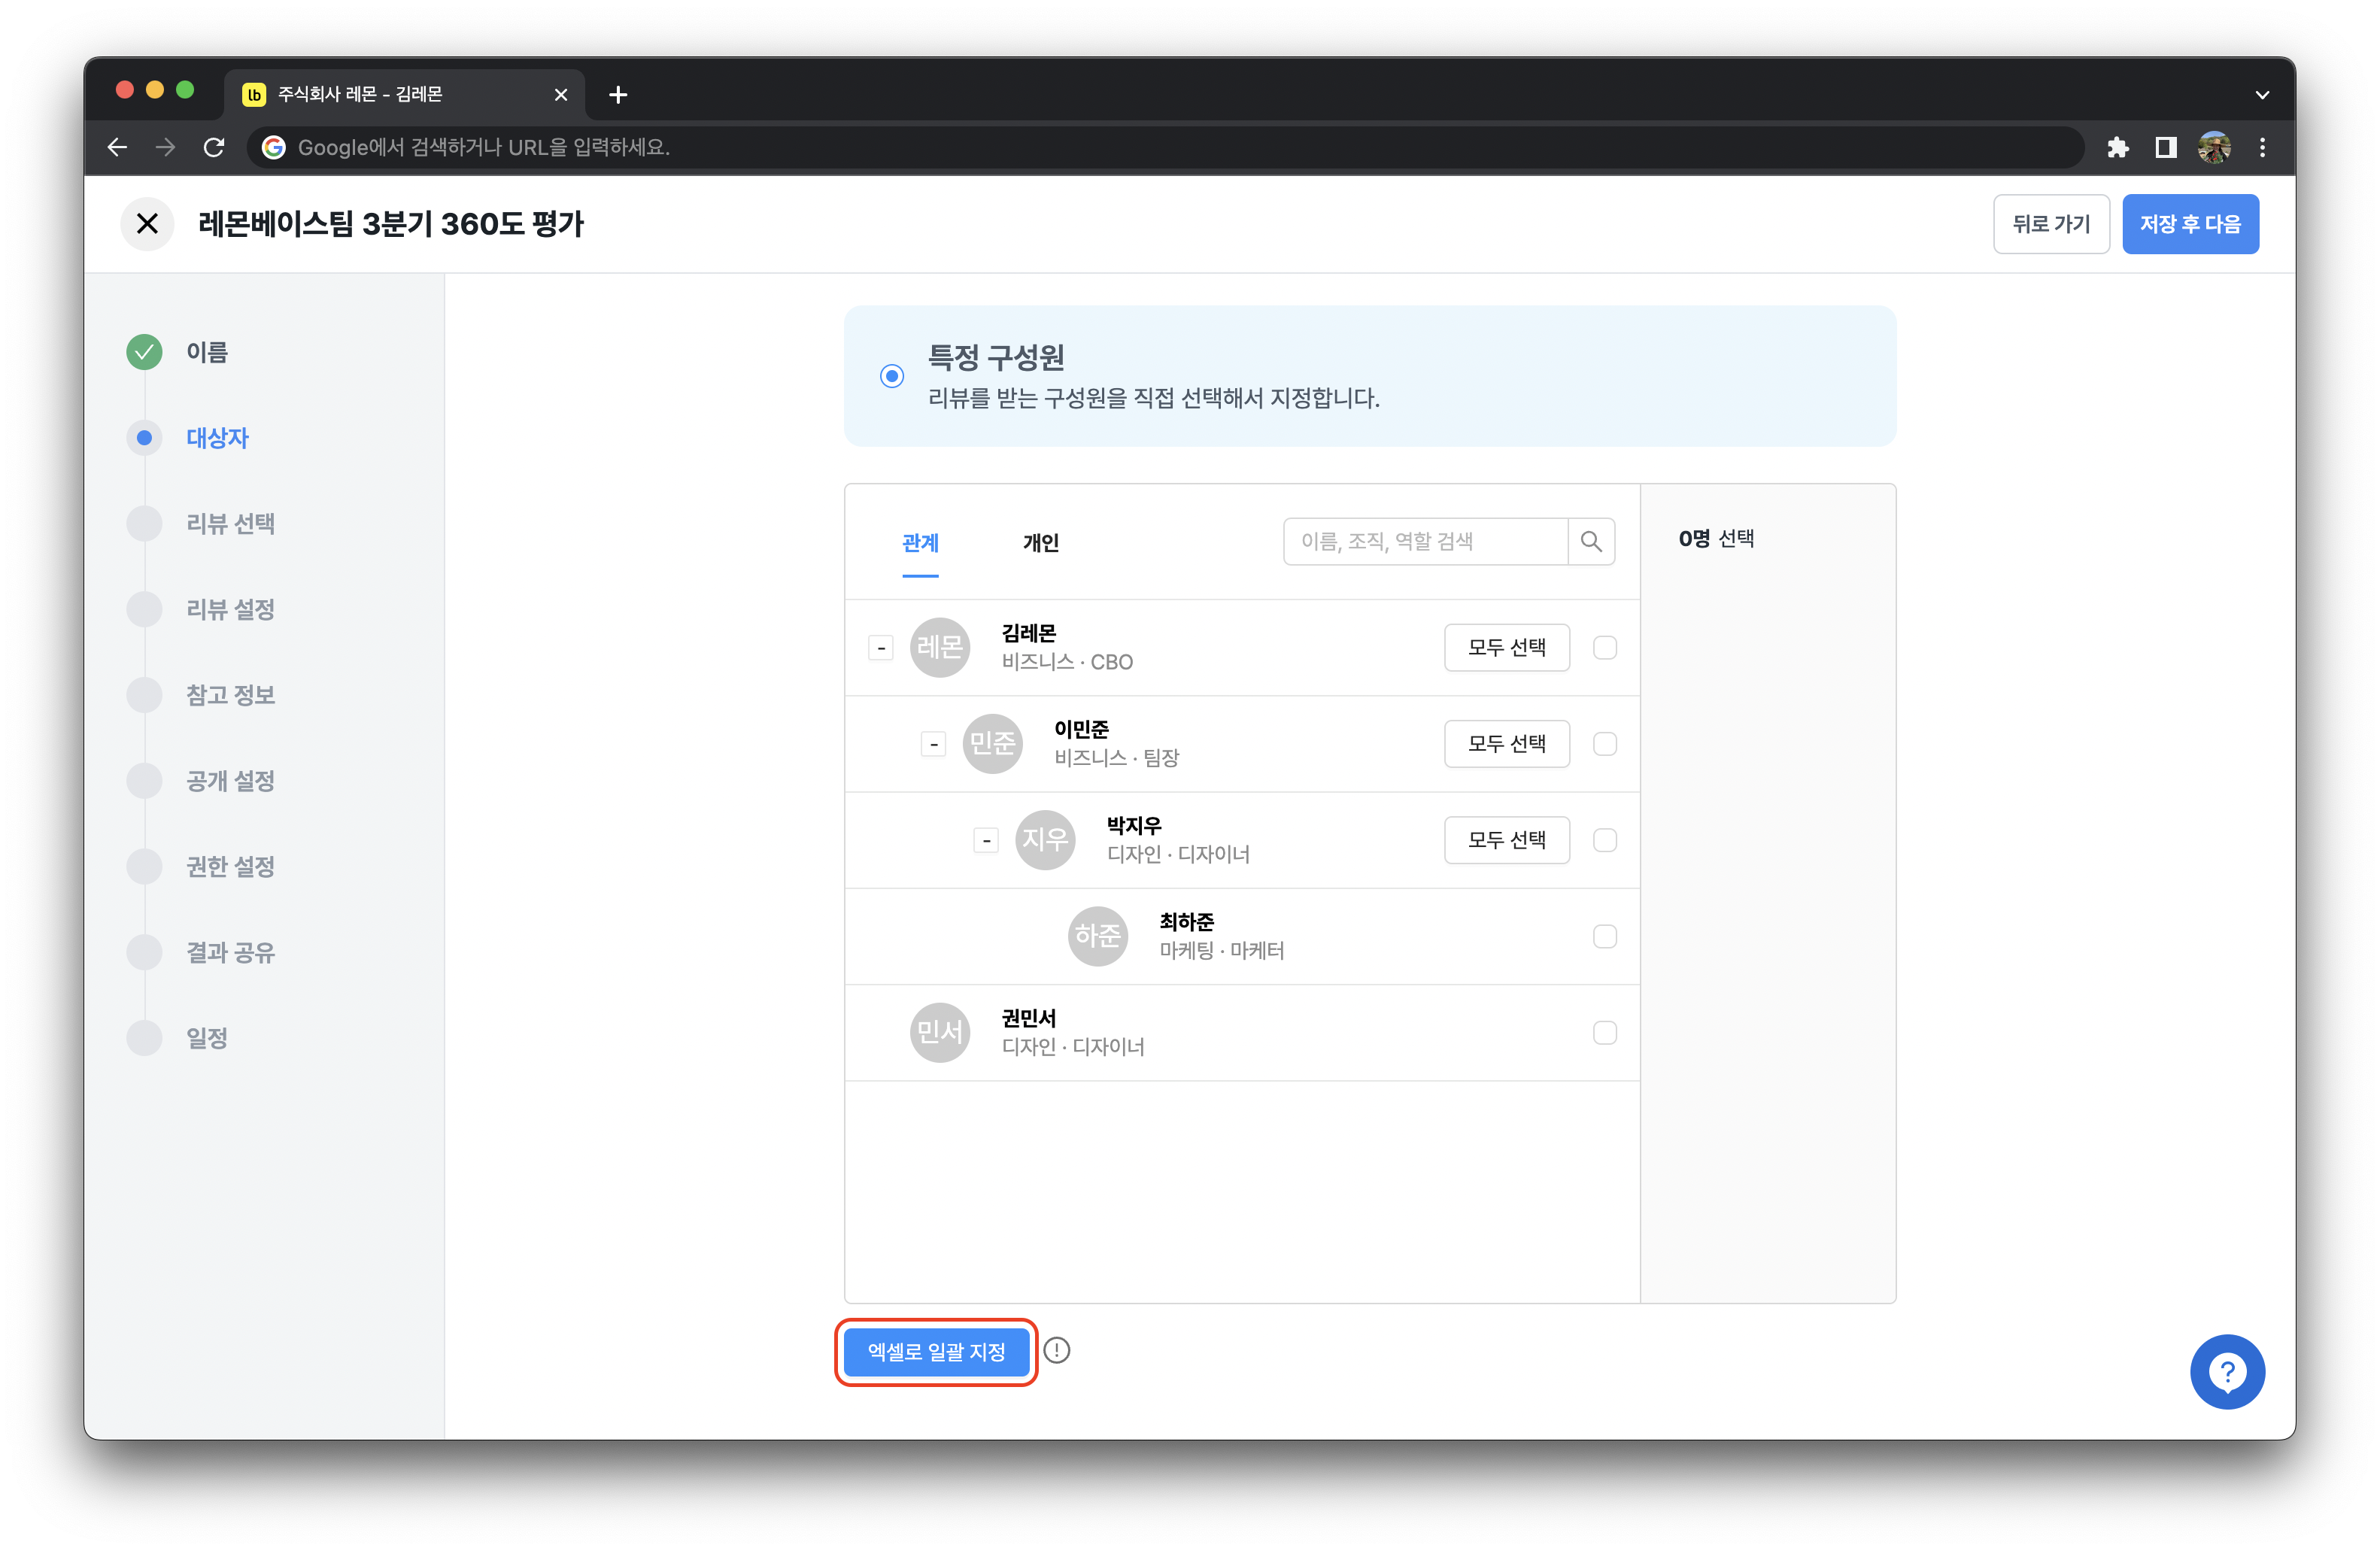 lb 주식회사 레몬 - 김레몬
Google에서 검색하거나 URL을 입력하세요.
레몬베이스팀 3분기 360도 평가
뒤로 가기
저장 후 다음
이름
대상자
리뷰 선택
리뷰 설정
참고 정보
공개 설정
권한 설정
결과 공유
일정
특정 구성원
리뷰를 받는 구성원을 직접 선택해서 지정합니다.
관계
개인
이름, 조직, 역할 검색
0명 선택
레몬
김레몬
비즈니스 · CBO
모두 선택
민준
이민준
비즈니스 · 팀장
모두 선택
지우
박지우
디자인 · 디자이너
모두 선택
하준
최하준
마케팅 · 마케터
민서
권민서
디자인 · 디자이너
엑셀로 일괄 지정